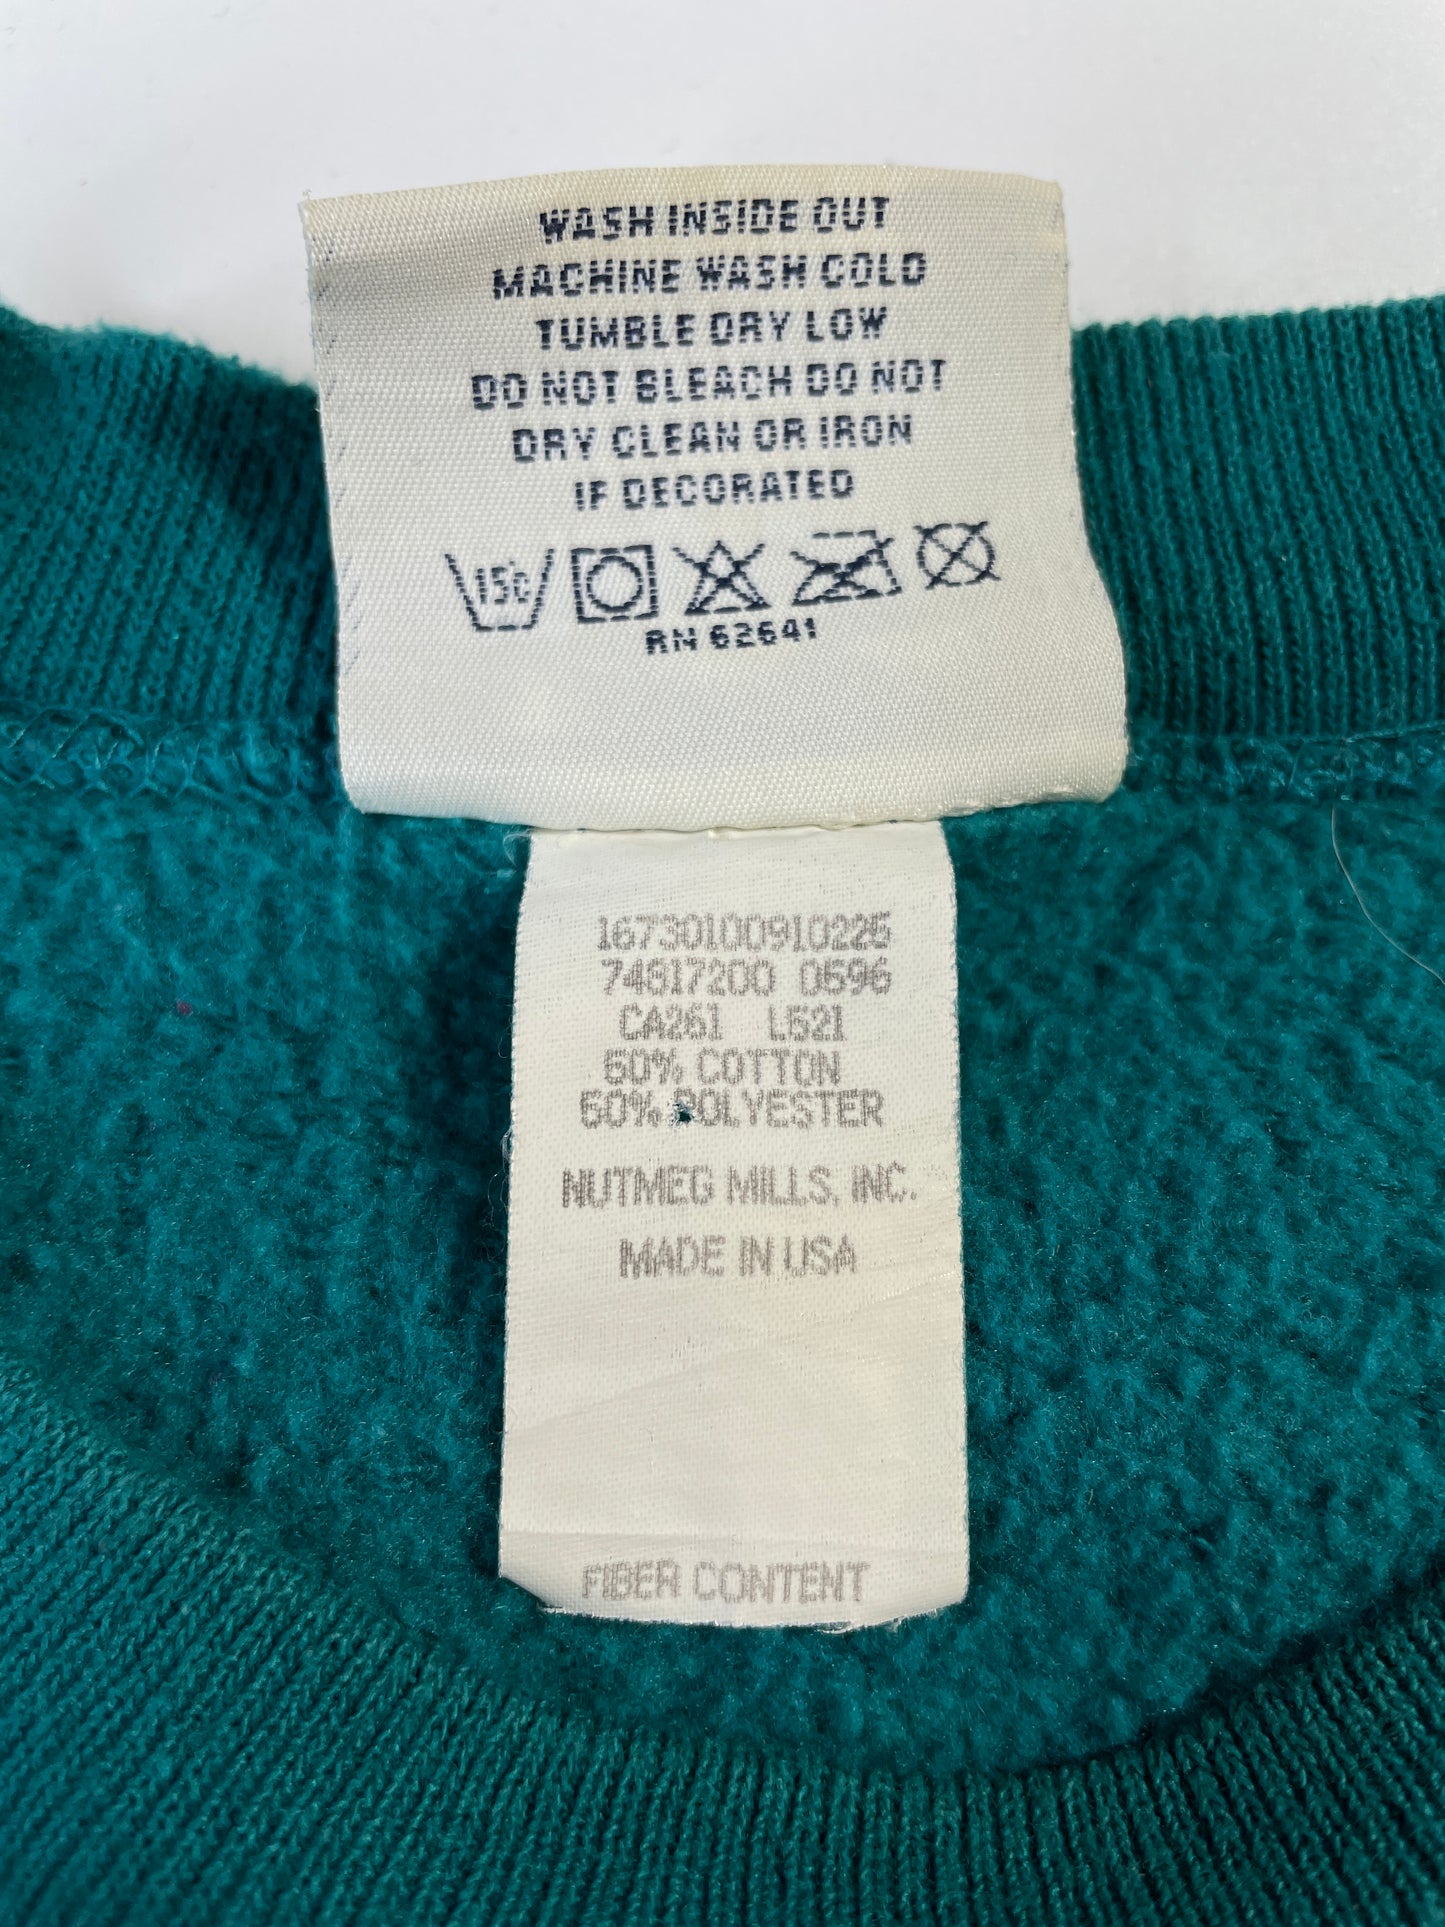 WASH INSIDE OUT
MACHINE WASH COLD
TUMBLE DRY LOW
DO NOT BLEACH DO NOT
DRY CLEAN OR IRON
IF DECORATED
15°c
RN 62641
16730100910225
74817200 0596
CA261 L521
50% COTTON
50% POLYESTER
NUTMEG MILLS, INC.
MADE IN USA
FIBER CONTENT